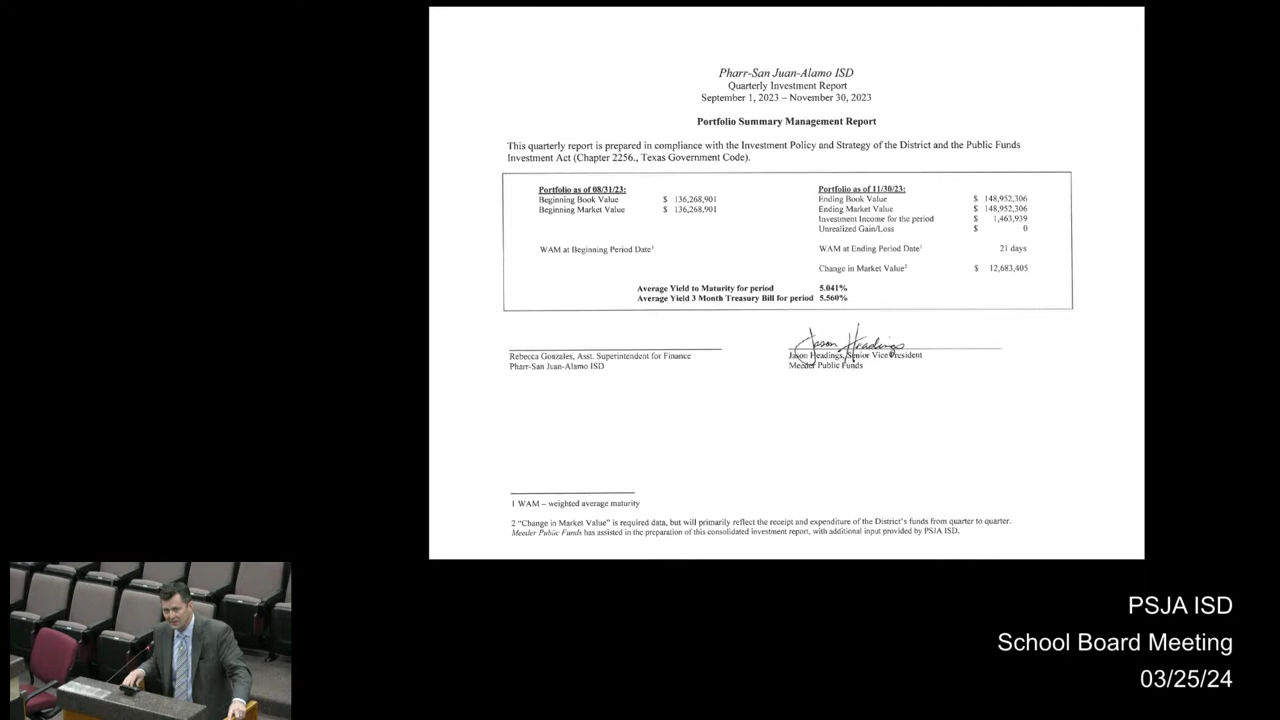 Pharr-San Juan-Alamo ISD
Quarterly Investment Report
September 1, 2023 – November 30, 2023
Portfolio Summary Management Report
This quarterly report is prepared in compliance with the Investment Policy and Strategy of the District and the Public Funds
Investment Act (Chapter 2256., Texas Government Code).
Portfolio as of 08/31/23:
Beginning Book Value $ 136,268,901
Beginning Market Value $ 136,268,901
WAM at Beginning Period Date1
Portfolio as of 11/30/23:
Ending Book Value $ 148,952,306
Ending Market Value $ 148,952,306
Investment Income for the period $ 1,463,939
Unrealized Gain/Loss $ 0
WAM at Ending Period Date1 21 days
Change in Market Value2 $ 12,683,405
Average Yield to Maturity for period 5.041%
Average Yield 3 Month Treasury Bill for period 5.560%
Rebecca Gonzales, Asst. Superintendent for Finance
Pharr-San Juan-Alamo ISD
Jason Headings
Jason Headings, Senior Vice President
Meeder Public Funds
1 WAM – weighted average maturity
2 "Change in Market Value" is required data, but will primarily reflect the receipt and expenditure of the District's funds from quarter to quarter.
Meeder Public Funds has assisted in the preparation of this consolidated investment report, with additional input provided by PSJA ISD.
PSJA ISD
School Board Meeting
03/25/24